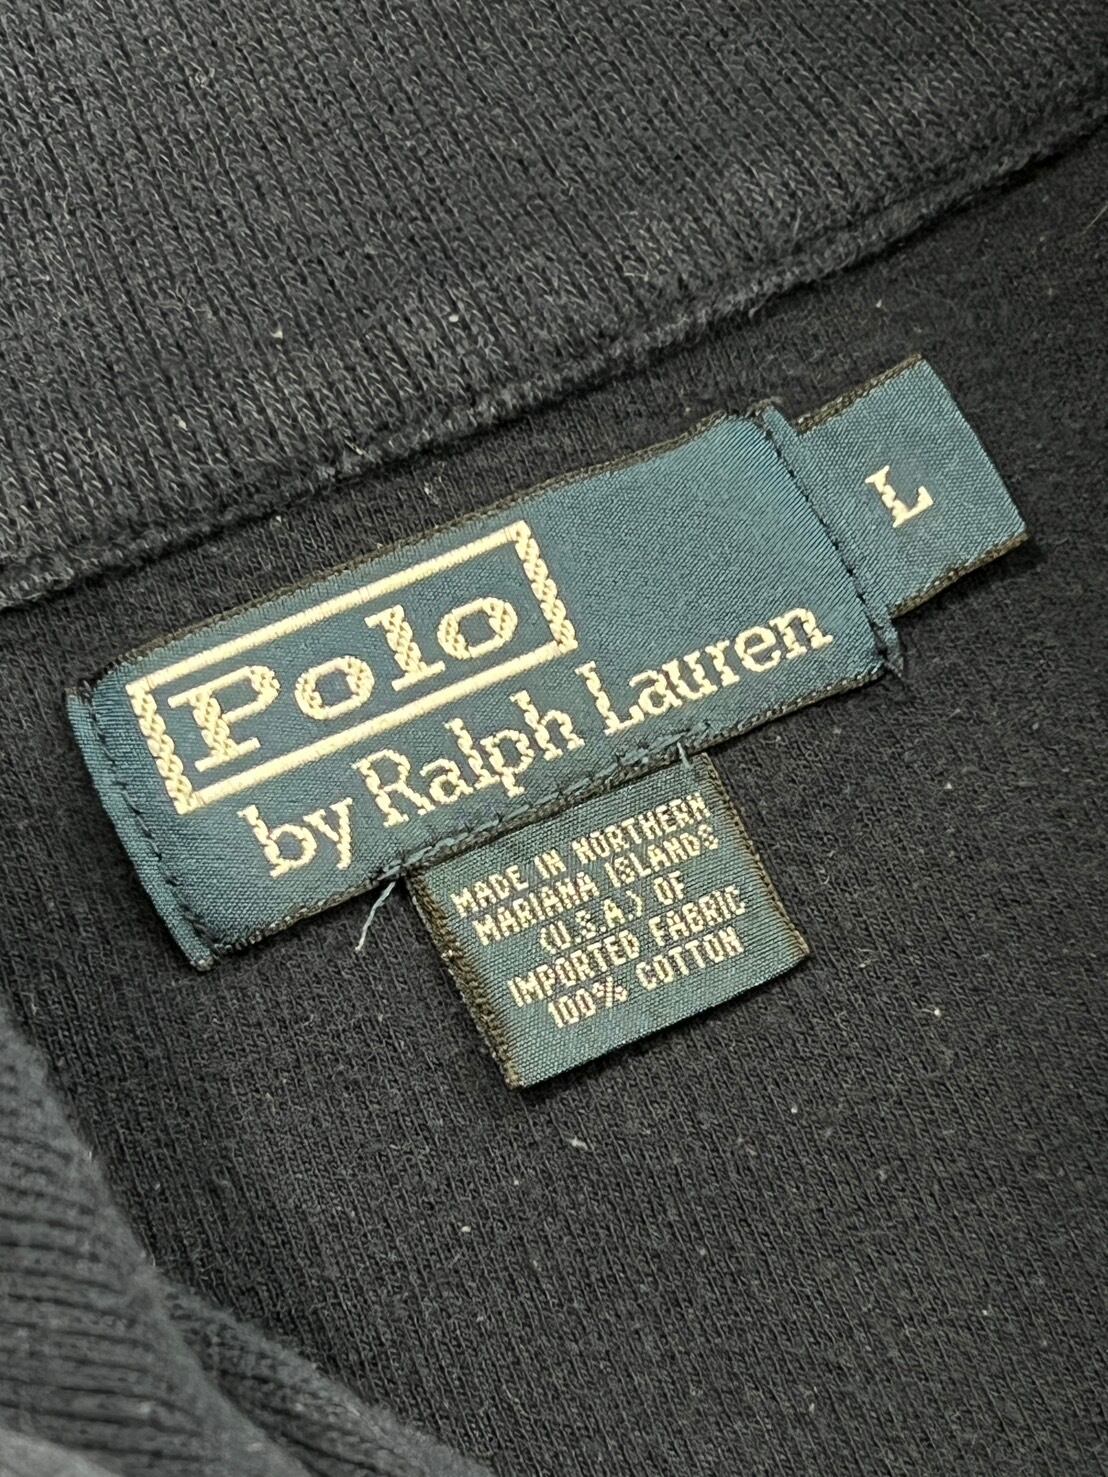 Polo
by Ralph Lauren
L
MADE IN NORTHERN
MARIANA ISLANDS
(U.S.A.) OF
IMPORTED FABRIC
100% COTTON